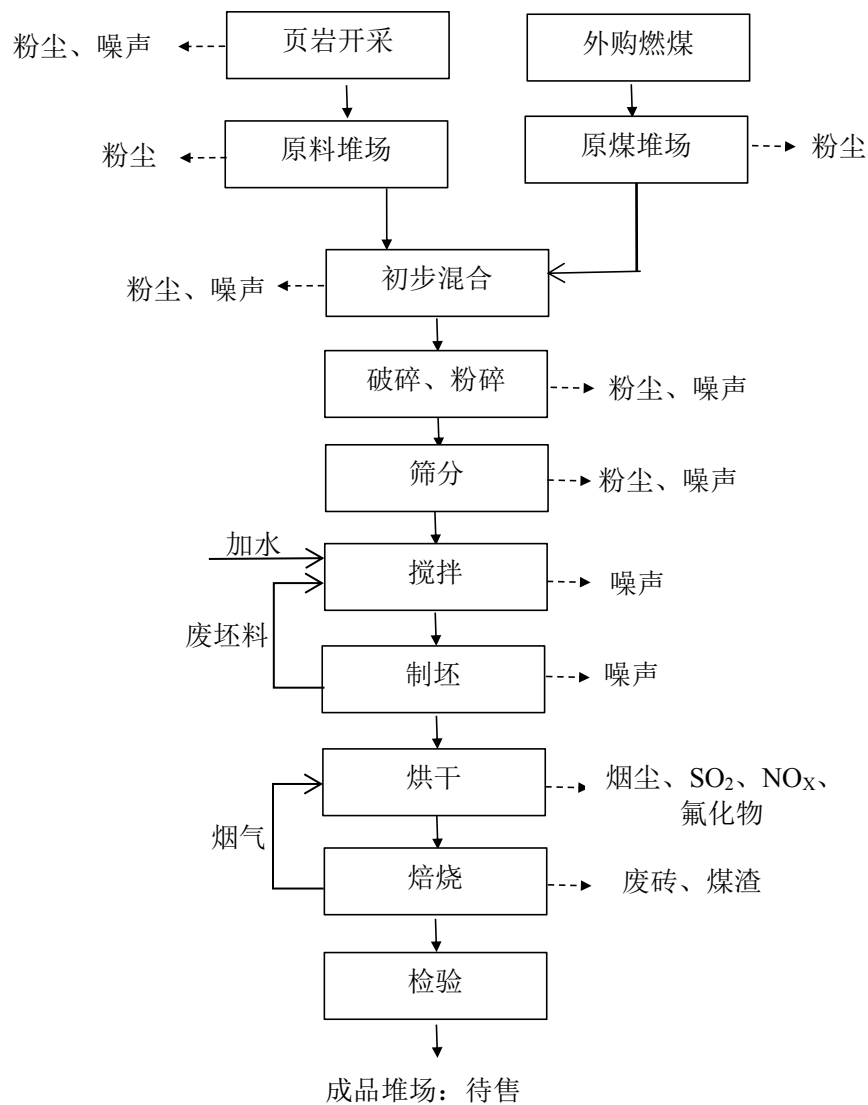 页岩开采
外购燃煤
粉尘、噪声
原料堆场
原煤堆场
粉尘
粉尘
初步混合
粉尘、噪声
破碎、粉碎
粉尘、噪声
筛分
粉尘、噪声
加水
搅拌
噪声
废坯料
制坯
噪声
烘干
烟尘、SO₂、NOX、
氟化物
烟气
焙烧
废砖、煤渣
检验
成品堆场：待售